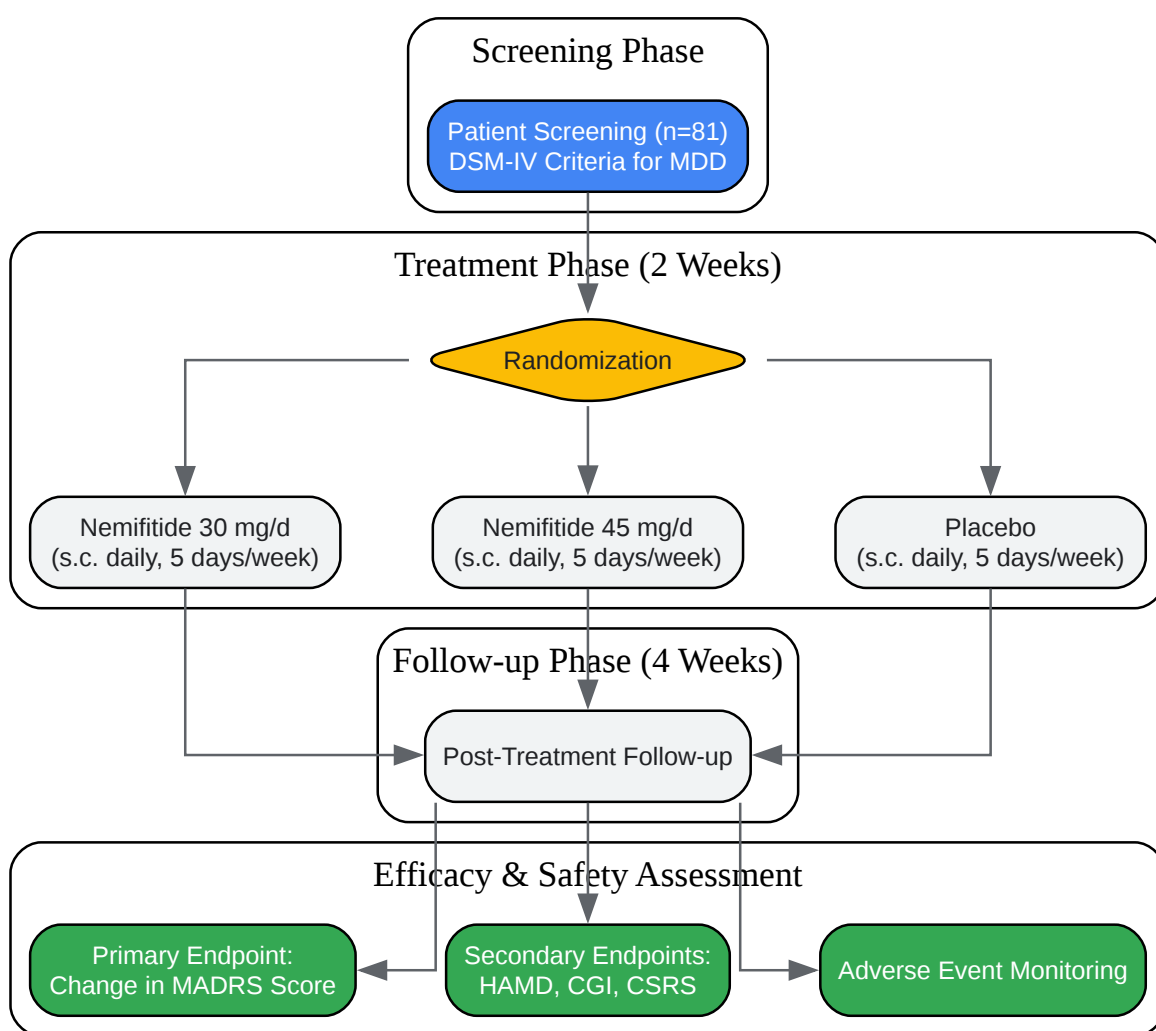 Screening Phase
Patient Screening (n=81)
DSM-IV Criteria for MDD
Treatment Phase (2 Weeks)
Randomization
Nemifitide 30 mg/d
(s.c. daily, 5 days/week)
Nemifitide 45 mg/d
(s.c. daily, 5 days/week)
Placebo
(s.c. daily, 5 days/week)
Follow-up Phase (4 Weeks)
Post-Treatment Follow-up
Efficacy & Safety Assessment
Primary Endpoint:
Change in MADRS Score
Secondary Endpoints:
HAMD, CGI, CSRS
Adverse Event Monitoring